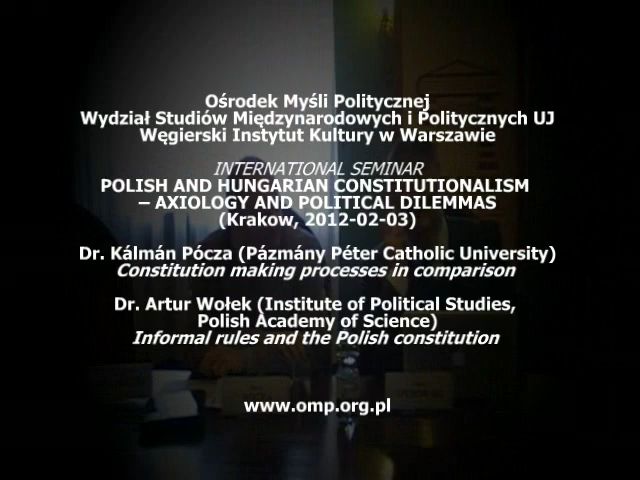 Ośrodek Myśli Politycznej
Wydział Studiów Międzynarodowych i Politycznych UJ
Węgierski Instytut Kultury w Warszawie
INTERNATIONAL SEMINAR
POLISH AND HUNGARIAN CONSTITUTIONALISM
– AXIOLOGY AND POLITICAL DILEMMAS
(Krakow, 2012-02-03)
Dr. Kálmán Pócza (Pázmány Péter Catholic University)
Constitution making processes in comparison
Dr. Artur Wołek (Institute of Political Studies,
Polish Academy of Science)
Informal rules and the Polish constitution
www.omp.org.pl